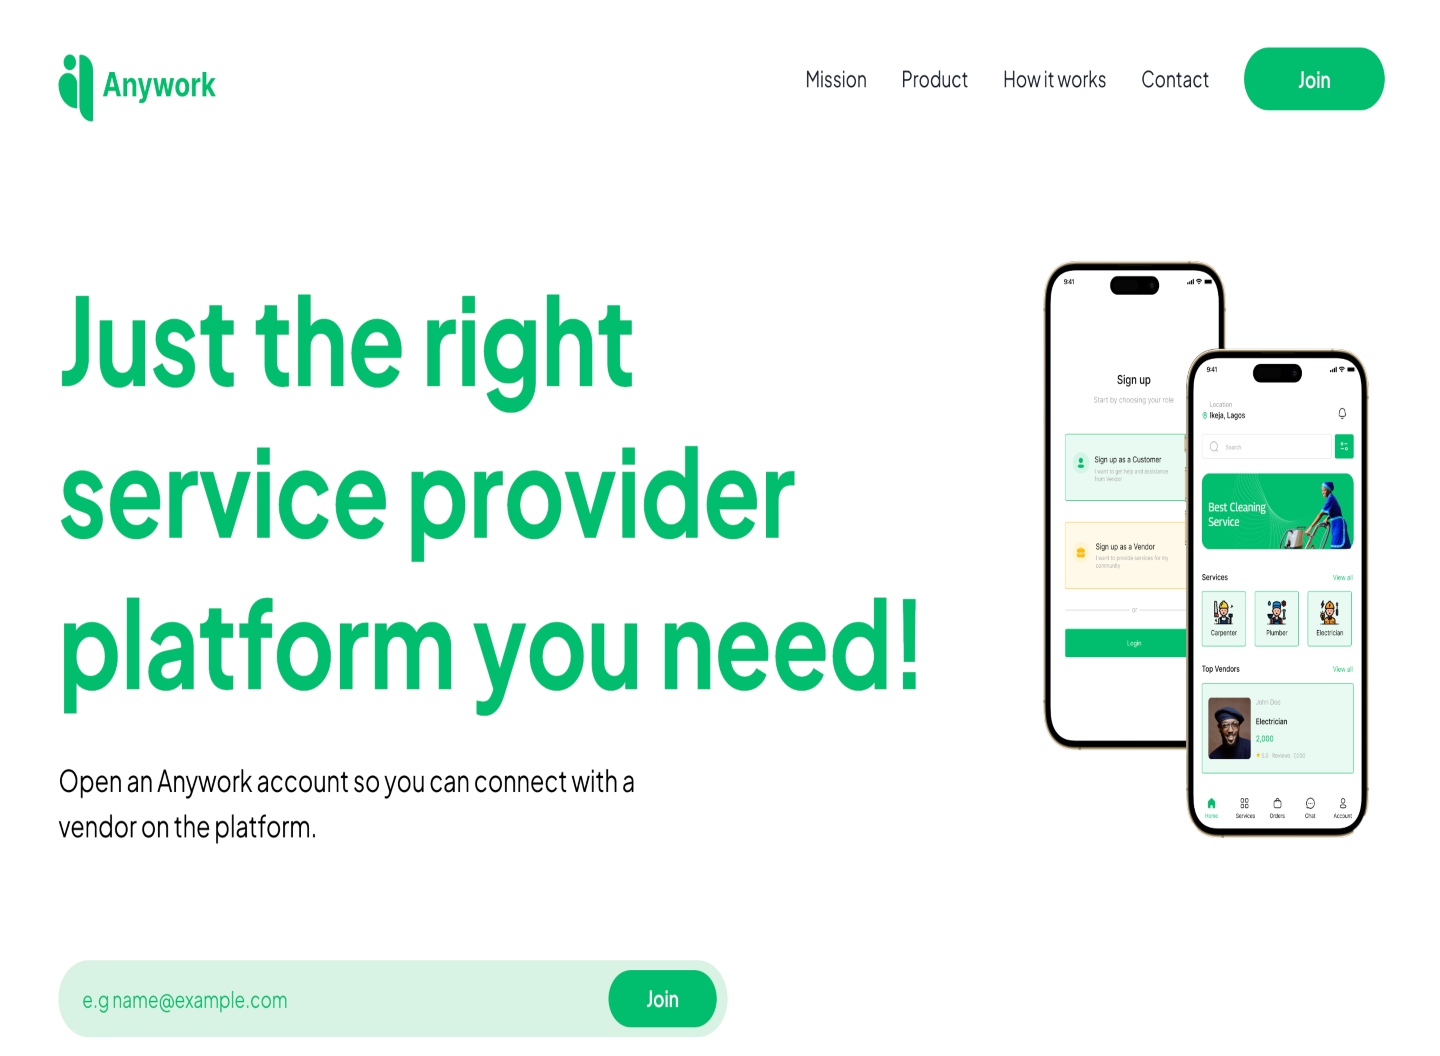 Anywork
Mission
Product
How it works
Contact
Join
Just the right
service provider
platform you need!
Open an Anywork account so you can connect with a
vendor on the platform.
e.g name@example.com
Join
9:41
Sign up
Start by choosing your role
Sign up as a Customer
I want to get help and assistance
from Vendor
Sign up as a Vendor
I want to provide services for my
community
or
Login
9:41
Location
Ikeja, Lagos
Search
Best Cleaning
Service
Services
View all
Carpenter
Plumber
Electrician
Top Vendors
View all
John Doe
Electrician
2,000
5.0 Reviews
Home
Services
Orders
Chat
Account